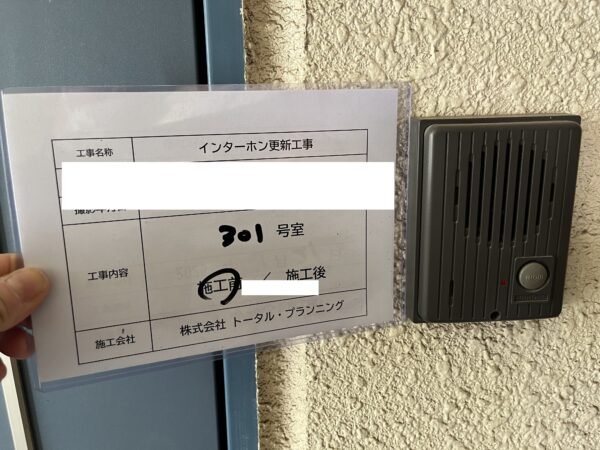 工事名称 インターホン更新工事
工事内容 301 号室
施工前 / 施工後
施工会社 株式会社 トータル・プランニング